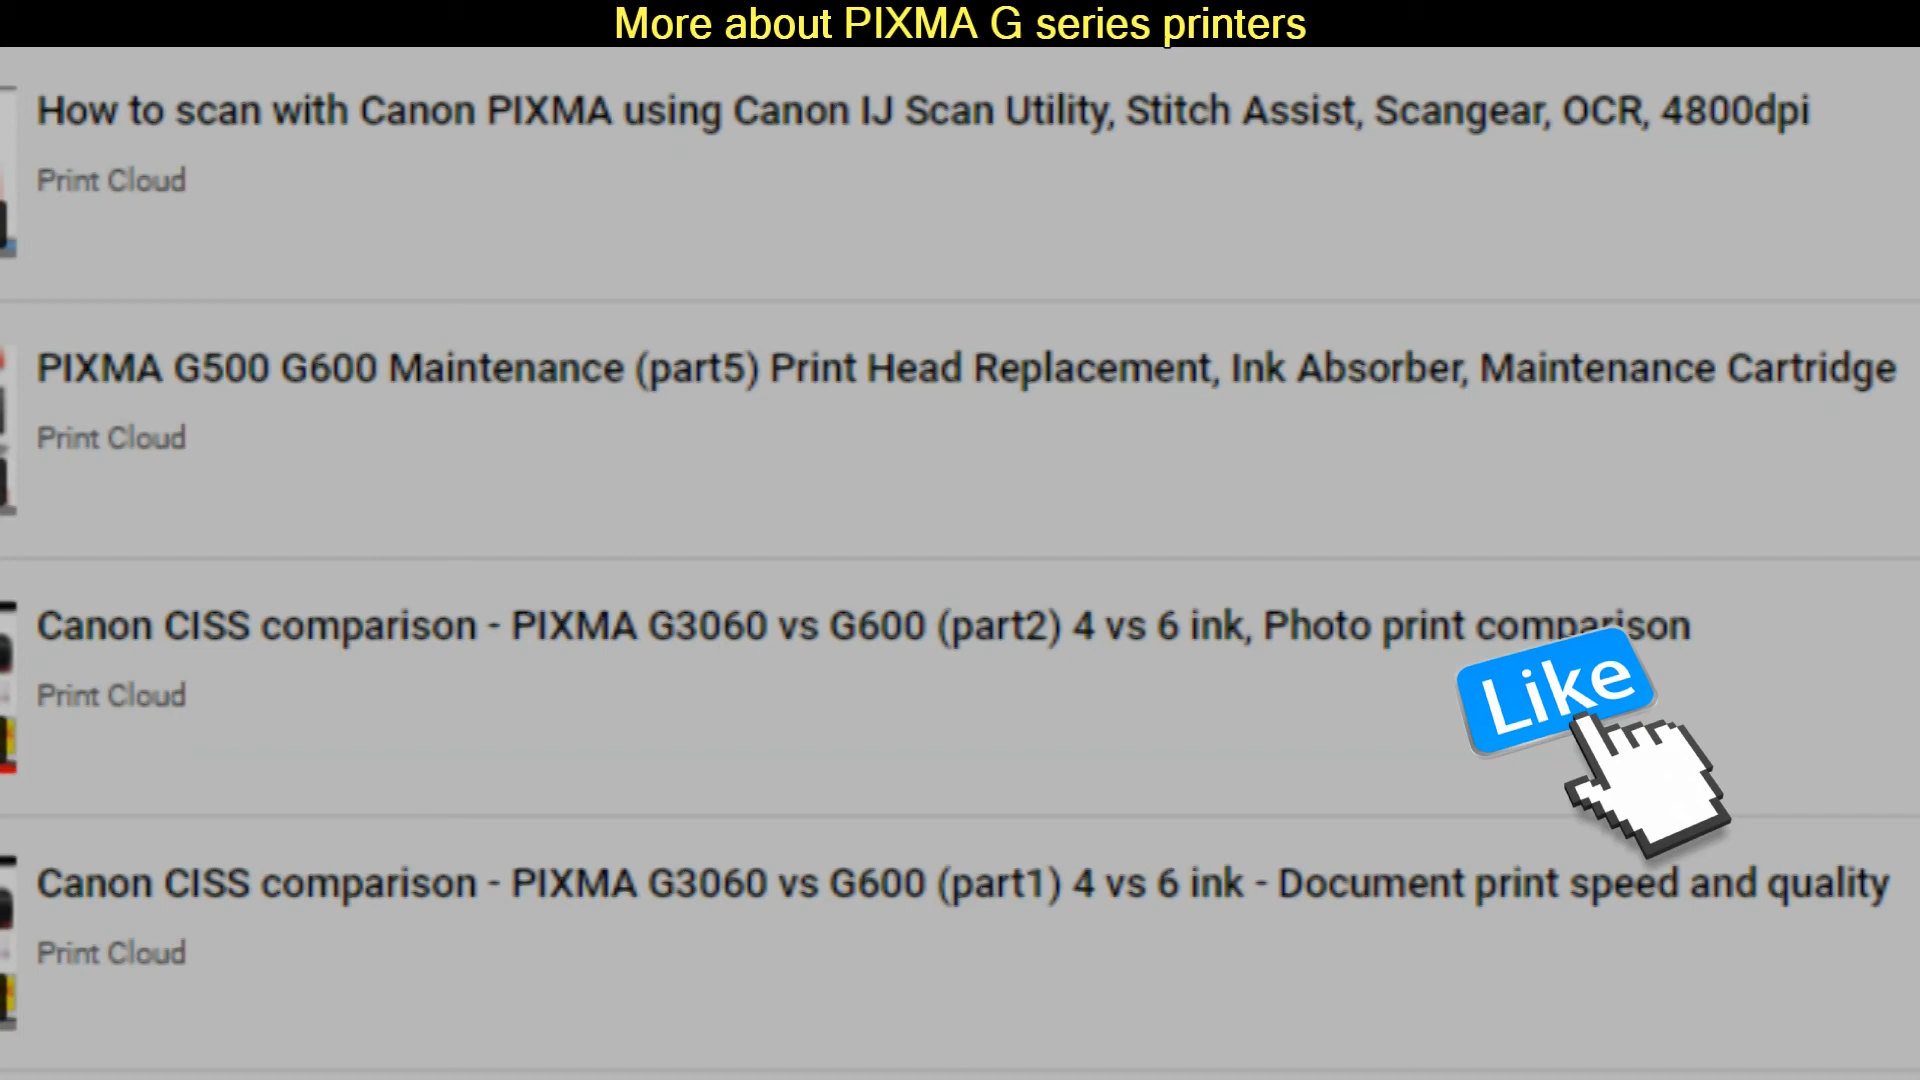 More about PIXMA G series printers
How to scan with Canon PIXMA using Canon IJ Scan Utility, Stitch Assist, Scangear, OCR, 4800dpi
Print Cloud
PIXMA G500 G600 Maintenance (part5) Print Head Replacement, Ink Absorber, Maintenance Cartridge
Print Cloud
Canon CISS comparison - PIXMA G3060 vs G600 (part2) 4 vs 6 ink, Photo print comparison
Print Cloud
Like
Canon CISS comparison - PIXMA G3060 vs G600 (part1) 4 vs 6 ink - Document print speed and quality
Print Cloud